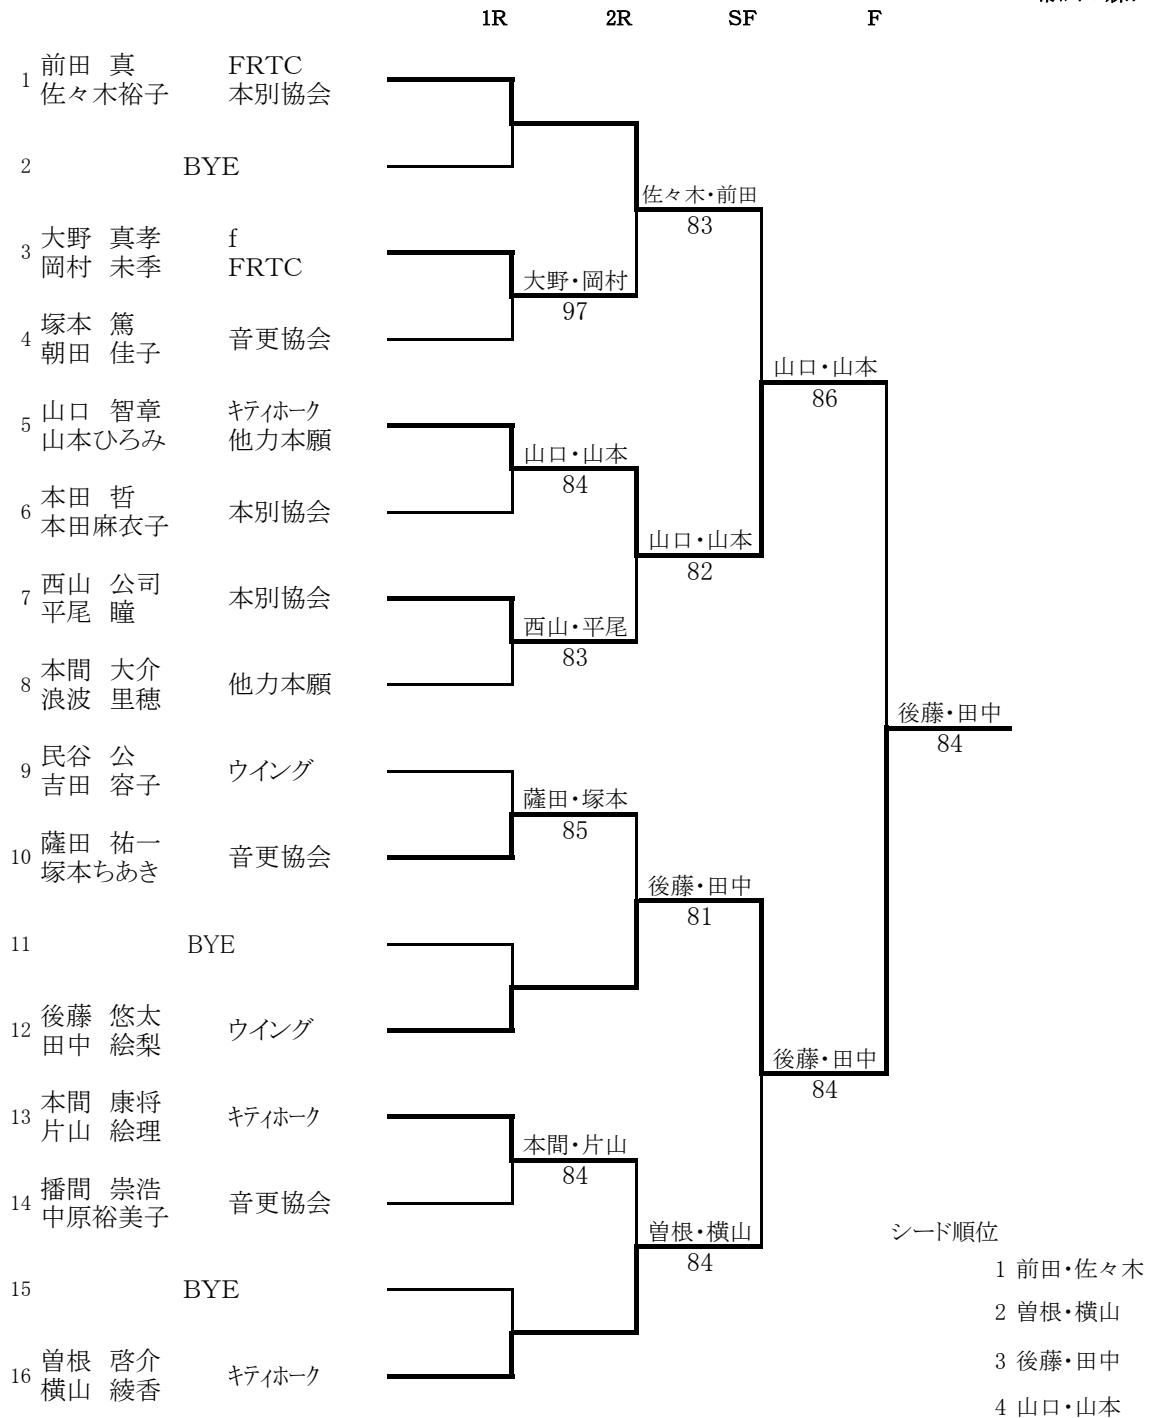 1R 2R SF F
1 前田 真 FRTC
佐々木裕子 本別協会
2 BYE
佐々木・前田
83
3 大野 真孝 f
岡村 未季 FRTC
大野・岡村
97
4 塚本 篤 音更協会
朝田 佳子
山口・山本
86
5 山口 智章 キティホーク
山本ひろみ 他力本願
山口・山本
84
6 本田 哲 本別協会
本田麻衣子
山口・山本
82
7 西山 公司 本別協会
平尾 瞳
西山・平尾
83
8 本間 大介 他力本願
浪波 里穂
後藤・田中
84
9 民谷 公 ウイング
吉田 容子
薩田・塚本
85
10 薩田 祐一 音更協会
塚本ちあき
後藤・田中
81
11 BYE
12 後藤 悠太 ウイング
田中 絵梨
後藤・田中
84
13 本間 康将 キティホーク
片山 絵理
本間・片山
84
14 播間 崇浩 音更協会
中原裕美子
曽根・横山
84
15 BYE
16 曽根 啓介 キティホーク
横山 綾香
シード順位
1 前田・佐々木
2 曽根・横山
3 後藤・田中
4 山口・山本